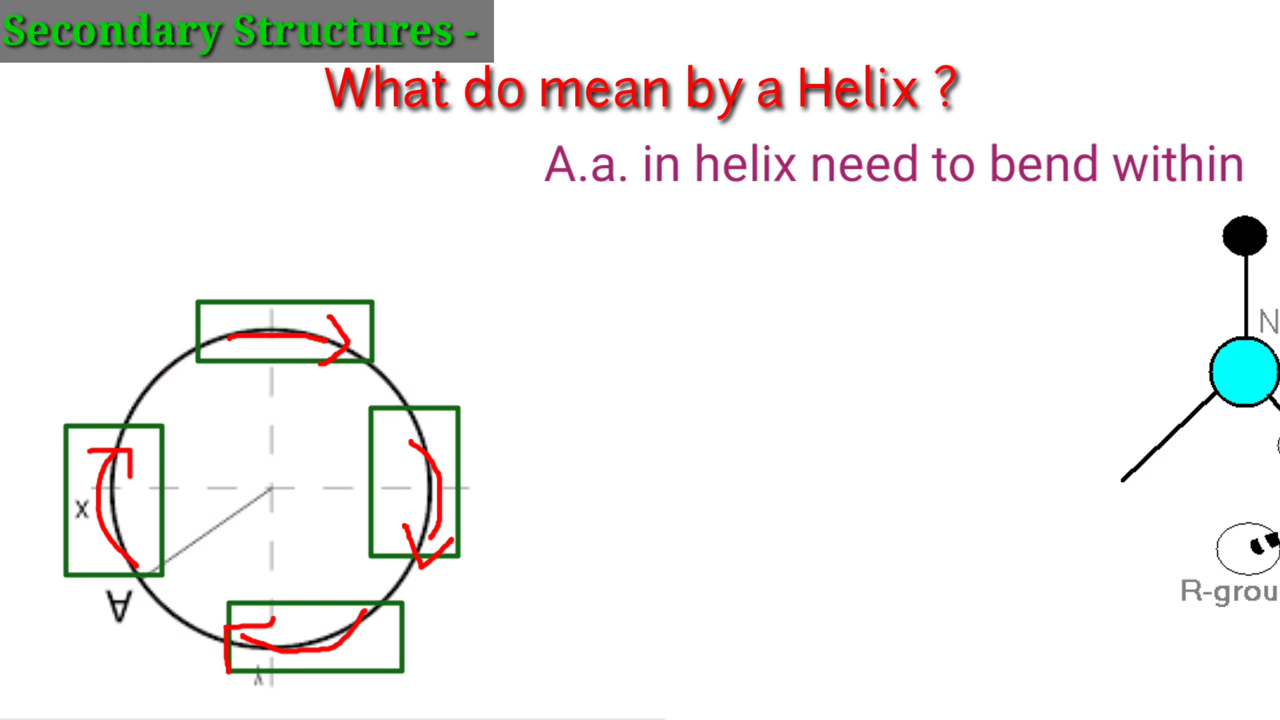 Secondary Structures -
What do mean by a Helix ?
A.a. in helix need to bend within
N
x
A
R-grou